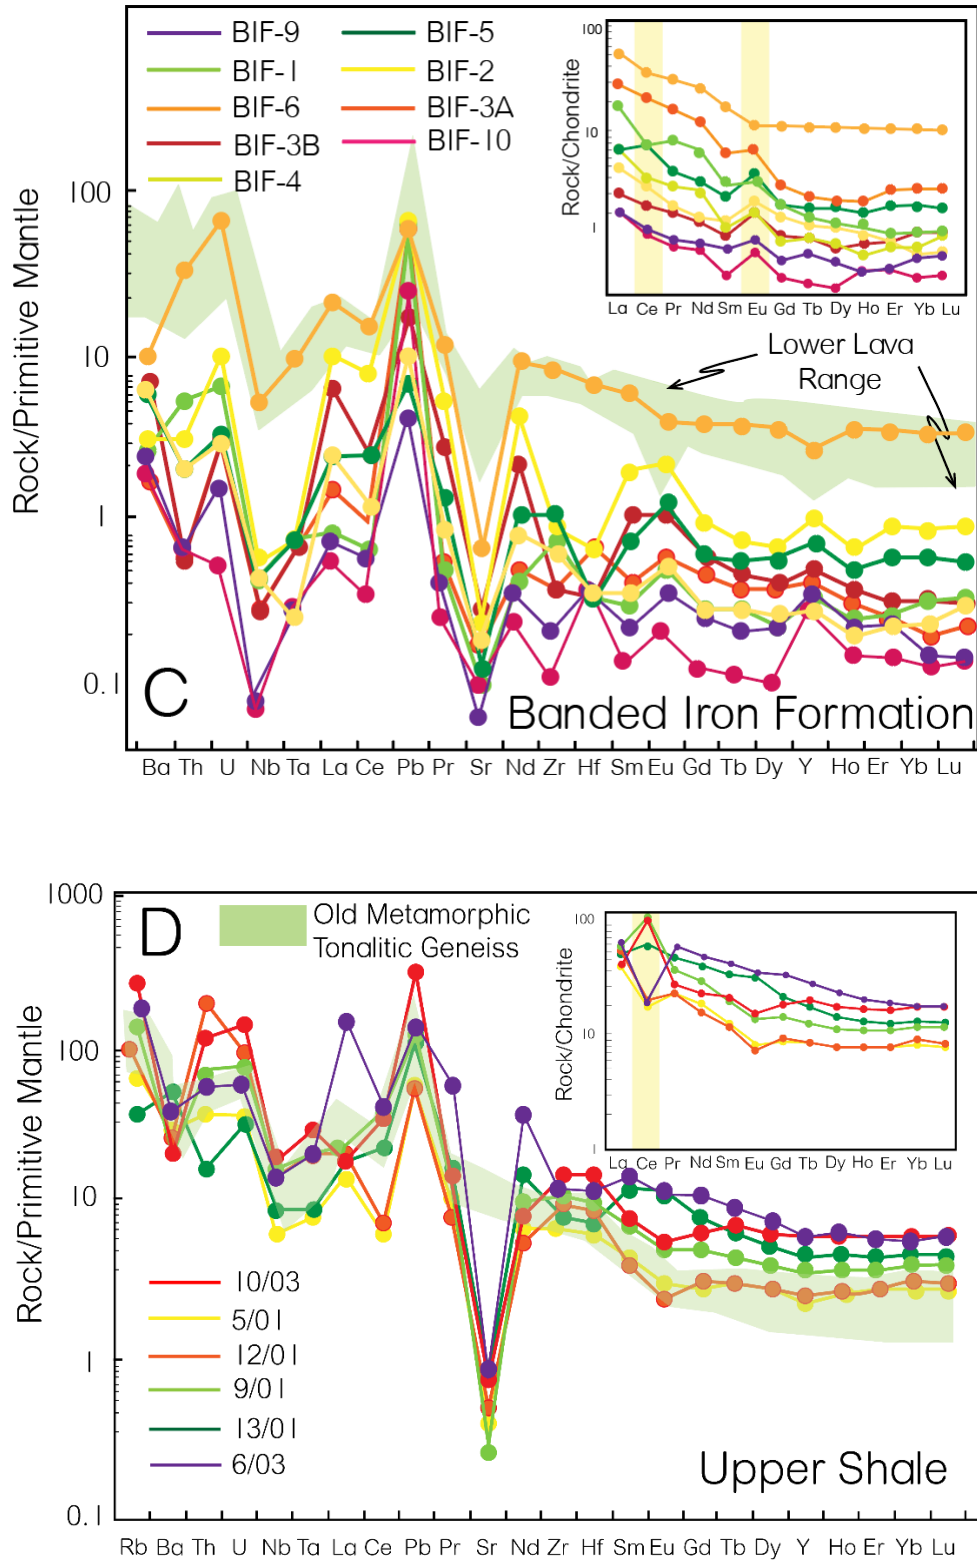 C
BIF-9
BIF-5
BIF-1
BIF-2
BIF-6
BIF-3A
BIF-3B
BIF-10
BIF-4
Rock/Primitive Mantle
100
10
1
0.1
Rock/Chondrite
100
10
1
La Ce Pr Nd Sm Eu Gd Tb Dy Ho Er Yb Lu
Lower Lava
Range
Banded Iron Formation
Ba Th U Nb Ta La Ce Pb Pr Sr Nd Zr Hf Sm Eu Gd Tb Dy Y Ho Er Yb Lu
D
Old Metamorphic
Tonalitic Geneiss
Rock/Primitive Mantle
1000
100
10
1
0.1
Rock/Chondrite
100
10
1
La Ce Pr Nd Sm Eu Gd Tb Dy Ho Er Yb Lu
10/03
5/01
12/01
9/01
13/01
6/03
Upper Shale
Rb Ba Th U Nb Ta La Ce Pb Pr Sr Nd Zr Hf Sm Eu Gd Tb Dy Y Ho Er Yb Lu